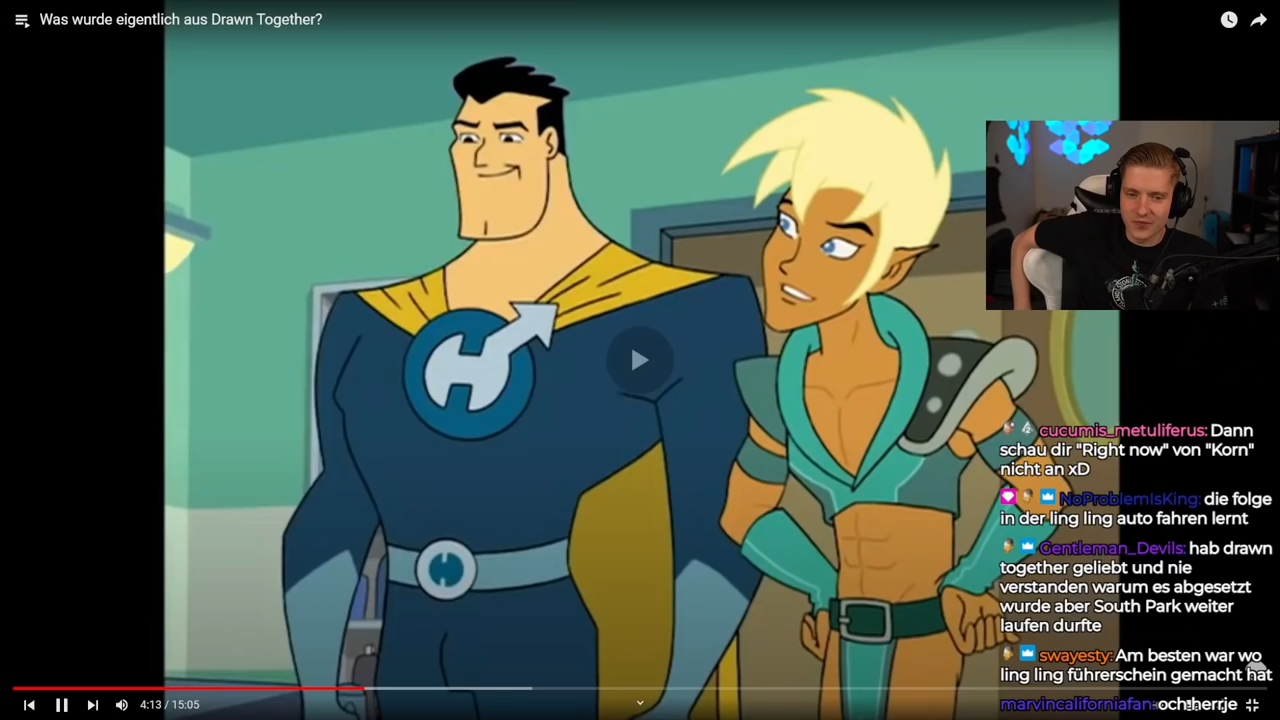 Was wurde eigentlich aus Drawn Together?
H
cucumis_metuliferus: Dann
schau dir "Right now" von "Korn"
nicht an xD
NoProblemIsKing: die folge
in der ling ling auto fahren lernt
Gentleman_Devils: hab drawn
together geliebt und nie
verstanden warum es abgesetzt
wurde aber South Park weiter
laufen durfte
swayesty: Am besten war wo
ling ling führerschein gemacht hat
marvincaliforniafan: ochherrje
4:13 / 15:05